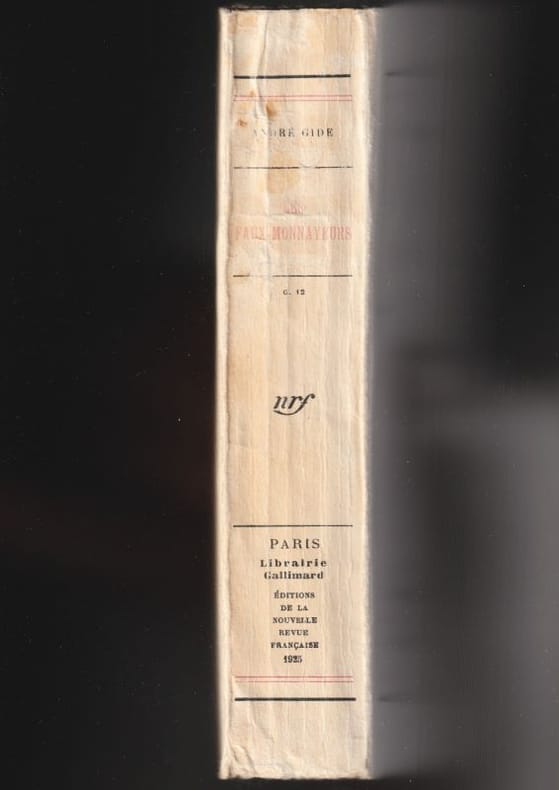 ANDRÉ GIDE
LES
FAUX-MONNAYEURS
G. 12
nrf
PARIS
Librairie
Gallimard
ÉDITIONS
DE LA
NOUVELLE
REVUE
FRANÇAISE
1925